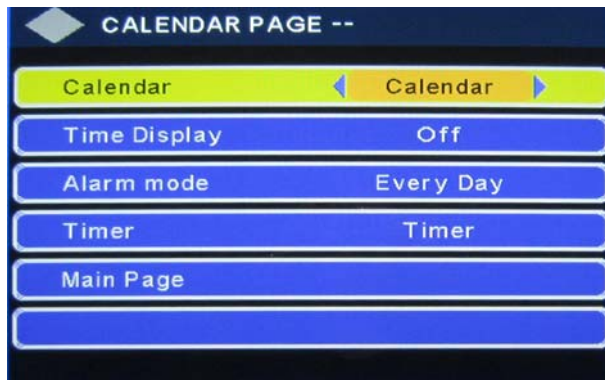 CALENDAR PAGE --
Calendar Calendar
Time Display Off
Alarm mode Every Day
Timer Timer
Main Page